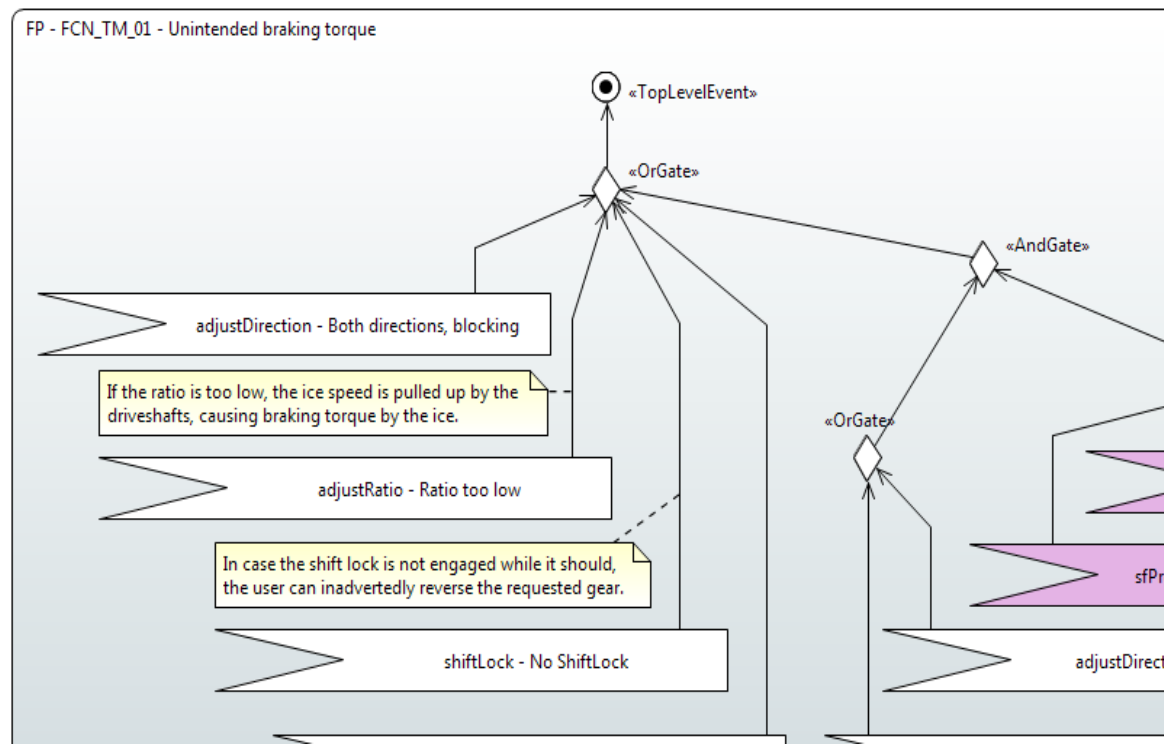 FP - FCN_TM_01 - Unintended braking torque
«TopLevelEvent»
«OrGate»
«AndGate»
adjustDirection - Both directions, blocking
If the ratio is too low, the ice speed is pulled up by the
driveshafts, causing braking torque by the ice.
«OrGate»
adjustRatio - Ratio too low
In case the shift lock is not engaged while it should,
the user can inadvertedly reverse the requested gear.
sfPr
shiftLock - No ShiftLock
adjustDirect